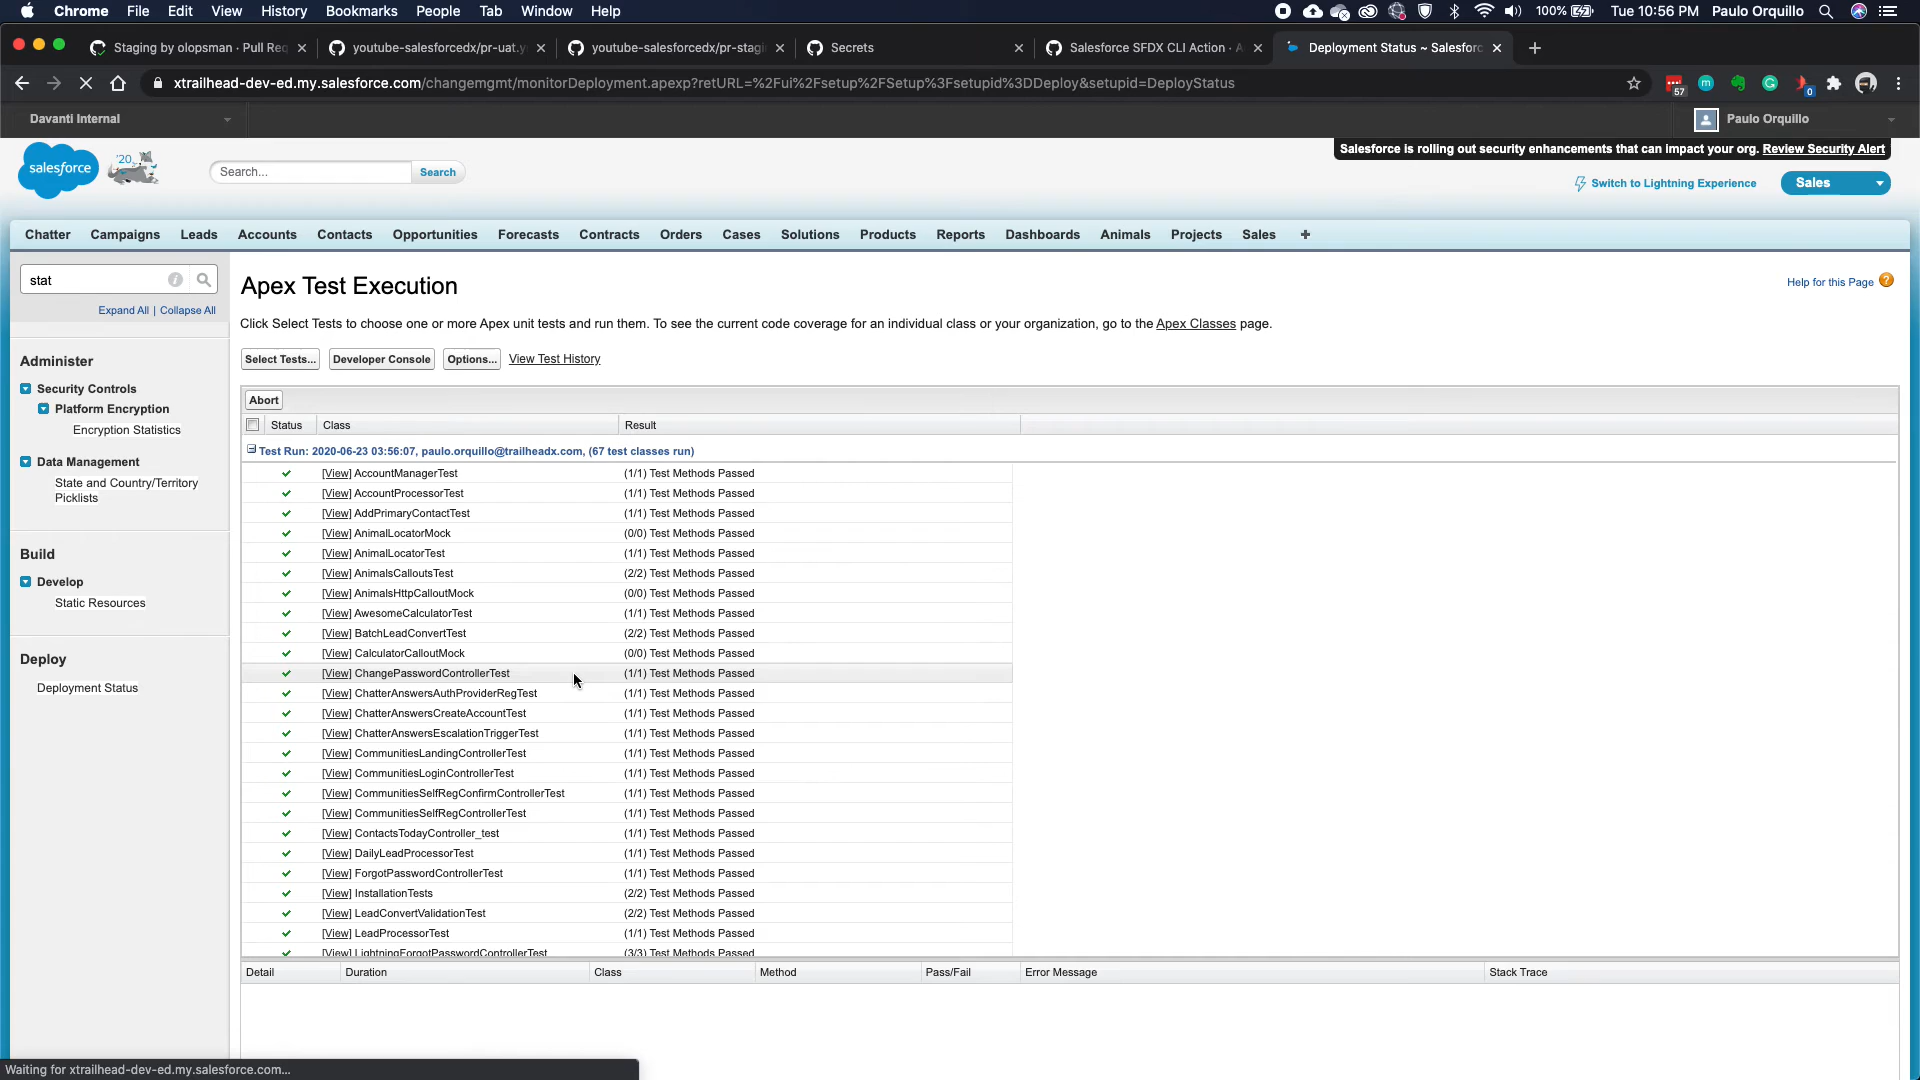 Chrome File Edit View History Bookmarks People Tab Window Help
100% Tue 10:56 PM Paulo Orquillo
Staging by olopsman · Pull Req
youtube-salesforcedx/pr-uat.y
youtube-salesforcedx/pr-stagi
Secrets
Salesforce SFDX CLI Action · A
Deployment Status ~ Salesforc
xtrailhead-dev-ed.my.salesforce.com/changemgmt/monitorDeployment.apexp?retURL=%2Fui%2Fsetup%2FSetup%3Fsetupid%3DDeploy&setupid=DeployStatus
57
0
Davanti Internal
Paulo Orquillo
salesforce
'20
Search...
Search
Salesforce is rolling out security enhancements that can impact your org. Review Security Alert
Switch to Lightning Experience
Sales
Chatter Campaigns Leads Accounts Contacts Opportunities Forecasts Contracts Orders Cases Solutions Products Reports Dashboards Animals Projects Sales +
stat
Expand All | Collapse All
Administer
Security Controls
Platform Encryption
Encryption Statistics
Data Management
State and Country/Territory
Picklists
Build
Develop
Static Resources
Deploy
Deployment Status
Apex Test Execution
Help for this Page ?
Click Select Tests to choose one or more Apex unit tests and run them. To see the current code coverage for an individual class or your organization, go to the Apex Classes page.
Select Tests... Developer Console Options... View Test History
Abort
Status Class Result
Test Run: 2020-06-23 03:56:07, paulo.orquillo@trailheadx.com, (67 test classes run)
[View] AccountManagerTest (1/1) Test Methods Passed
[View] AccountProcessorTest (1/1) Test Methods Passed
[View] AddPrimaryContactTest (1/1) Test Methods Passed
[View] AnimalLocatorMock (0/0) Test Methods Passed
[View] AnimalLocatorTest (1/1) Test Methods Passed
[View] AnimalsCalloutsTest (2/2) Test Methods Passed
[View] AnimalsHttpCalloutMock (0/0) Test Methods Passed
[View] AwesomeCalculatorTest (1/1) Test Methods Passed
[View] BatchLeadConvertTest (2/2) Test Methods Passed
[View] CalculatorCalloutMock (0/0) Test Methods Passed
[View] ChangePasswordControllerTest (1/1) Test Methods Passed
[View] ChatterAnswersAuthProviderRegTest (1/1) Test Methods Passed
[View] ChatterAnswersCreateAccountTest (1/1) Test Methods Passed
[View] ChatterAnswersEscalationTriggerTest (1/1) Test Methods Passed
[View] CommunitiesLandingControllerTest (1/1) Test Methods Passed
[View] CommunitiesLoginControllerTest (1/1) Test Methods Passed
[View] CommunitiesSelfRegConfirmControllerTest (1/1) Test Methods Passed
[View] CommunitiesSelfRegControllerTest (1/1) Test Methods Passed
[View] ContactsTodayController_test (1/1) Test Methods Passed
[View] DailyLeadProcessorTest (1/1) Test Methods Passed
[View] ForgotPasswordControllerTest (1/1) Test Methods Passed
[View] InstallationTests (2/2) Test Methods Passed
[View] LeadConvertValidationTest (2/2) Test Methods Passed
[View] LeadProcessorTest (1/1) Test Methods Passed
[View] LightningForgotPasswordControllerTest (3/3) Test Methods Passed
Detail Duration Class Method Pass/Fail Error Message Stack Trace
Waiting for xtrailhead-dev-ed.my.salesforce.com...